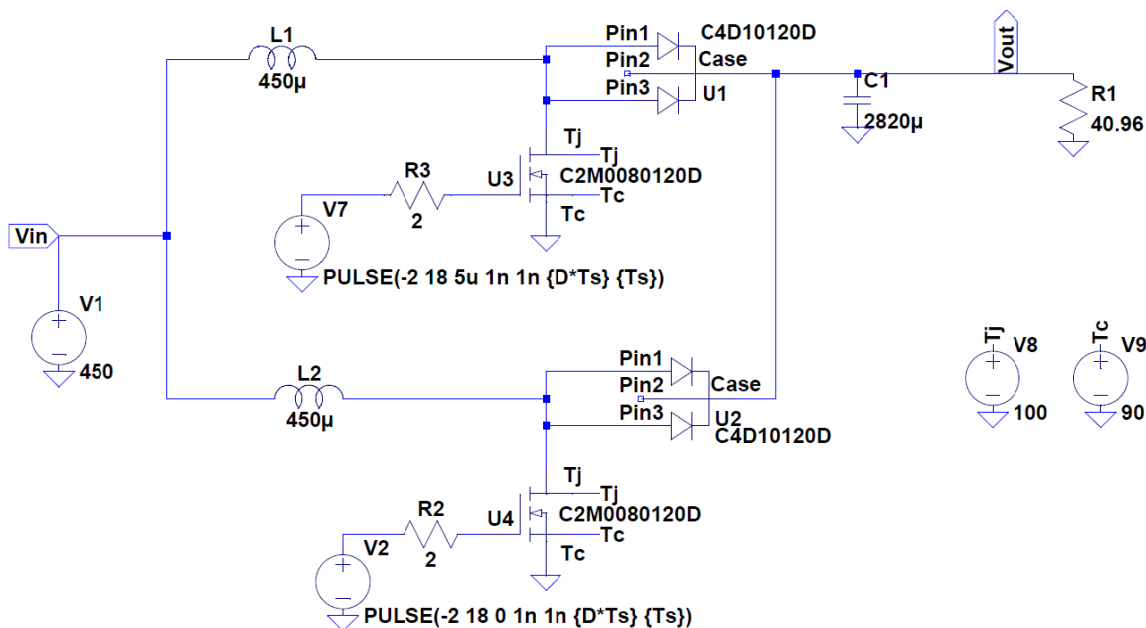 L1
450µ
Pin1
Pin2
Pin3
C4D10120D
Case
U1
Vout
C1
2820µ
R1
40.96
Tj
Tj
U3
C2M0080120D
Tc
Tc
R3
2
V7
PULSE(-2 18 5u 1n 1n {D*Ts} {Ts})
Vin
V1
450
L2
450µ
Pin1
Pin2
Pin3
Case
U2
C4D10120D
Tj
V8
100
Tc
V9
90
Tj
Tj
U4
C2M0080120D
Tc
Tc
R2
2
V2
PULSE(-2 18 0 1n 1n {D*Ts} {Ts})